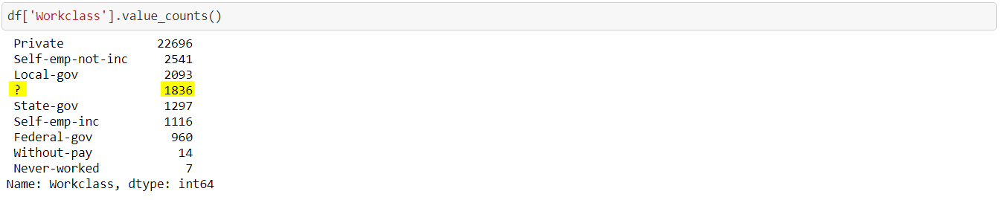 df['Workclass'].value_counts()
Private 22696
Self-emp-not-inc 2541
Local-gov 2093
? 1836
State-gov 1297
Self-emp-inc 1116
Federal-gov 960
Without-pay 14
Never-worked 7
Name: Workclass, dtype: int64